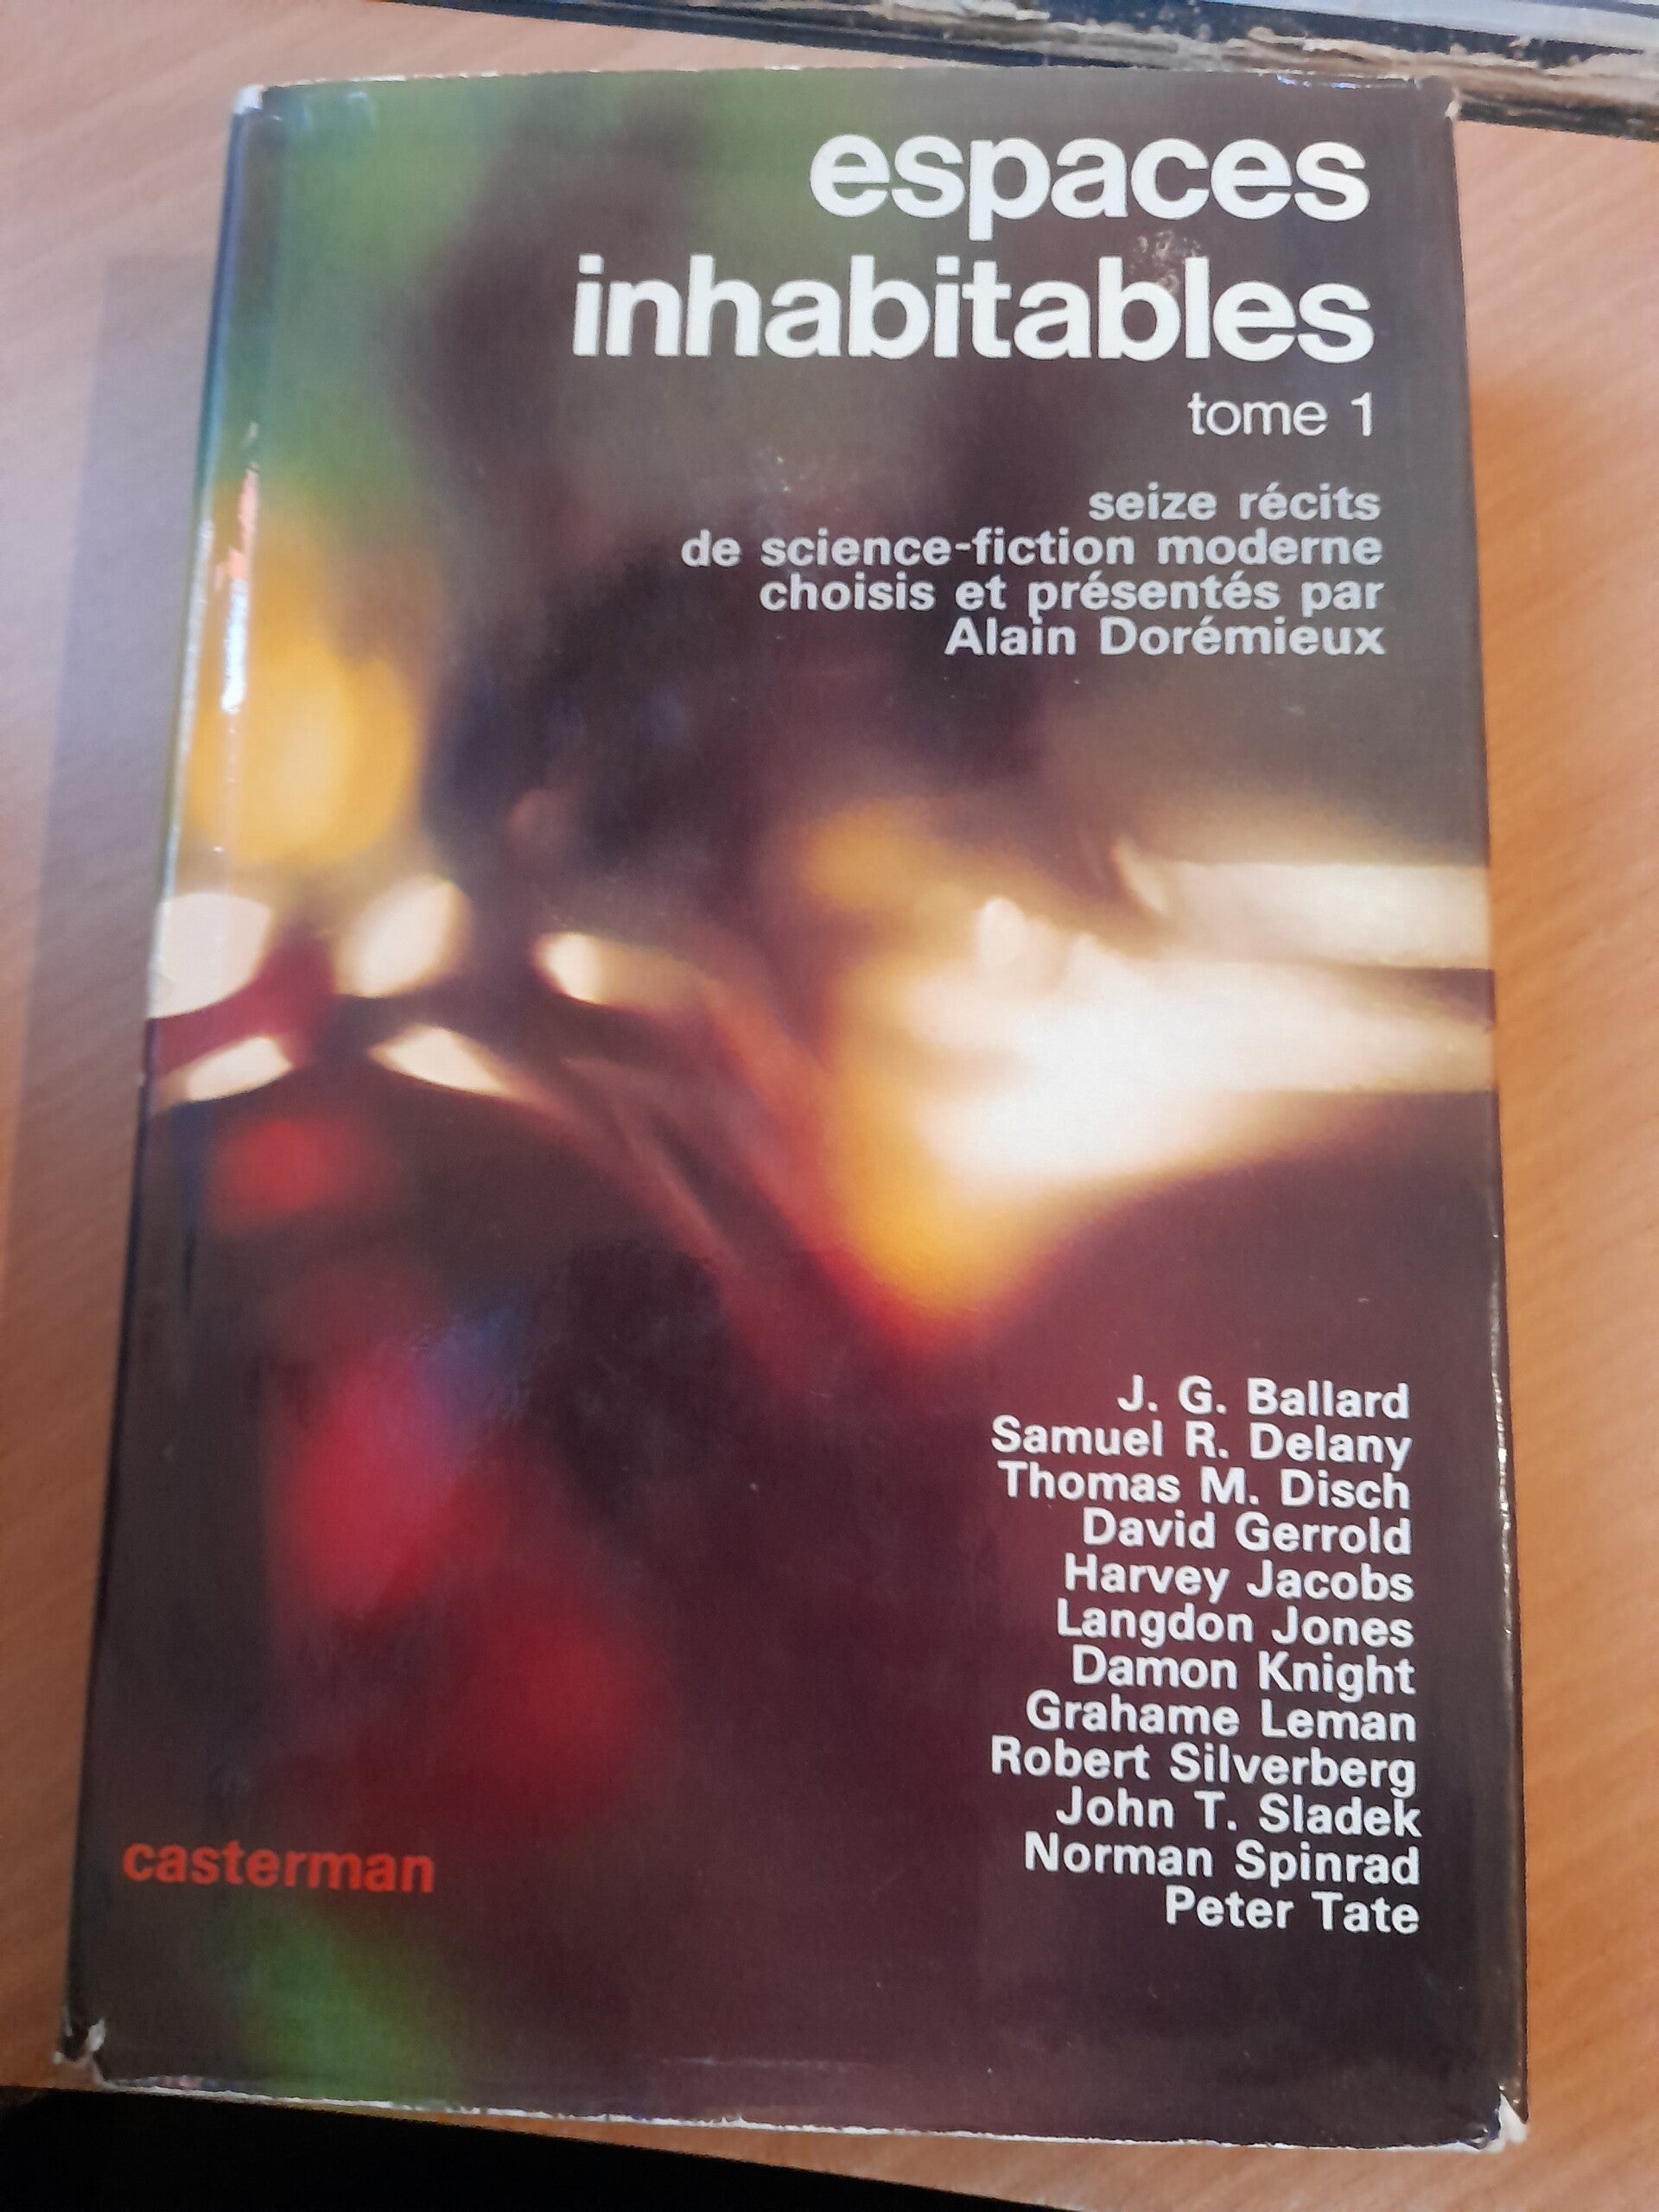 espaces
inhabitables
tome 1
seize récits
de science-fiction moderne
choisis et présentés par
Alain Dorémieux
J. G. Ballard
Samuel R. Delany
Thomas M. Disch
David Gerrold
Harvey Jacobs
Langdon Jones
Damon Knight
Grahame Leman
Robert Silverberg
John T. Sladek
Norman Spinrad
Peter Tate
casterman